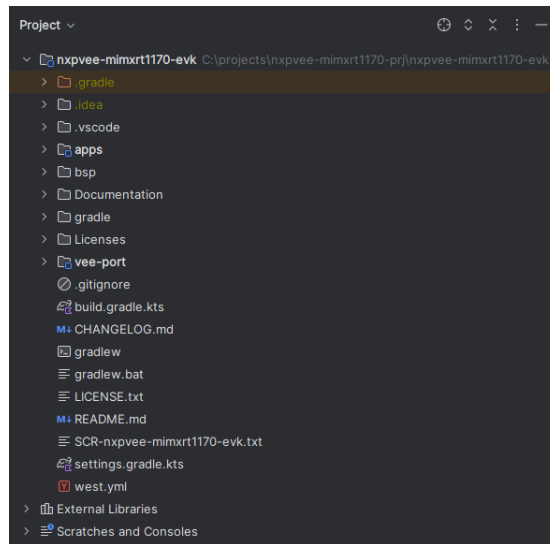 Project
nxpvee-mimxrt1170-evk C:\projects\nxpvee-mimxrt1170-prj\nxpvee-mimxrt1170-evk
.gradle
.idea
.vscode
apps
bsp
Documentation
gradle
Licenses
vee-port
.gitignore
build.gradle.kts
M↓ CHANGELOG.md
gradlew
gradlew.bat
LICENSE.txt
M↓ README.md
SCR-nxpvee-mimxrt1170-evk.txt
settings.gradle.kts
Y west.yml
External Libraries
Scratches and Consoles